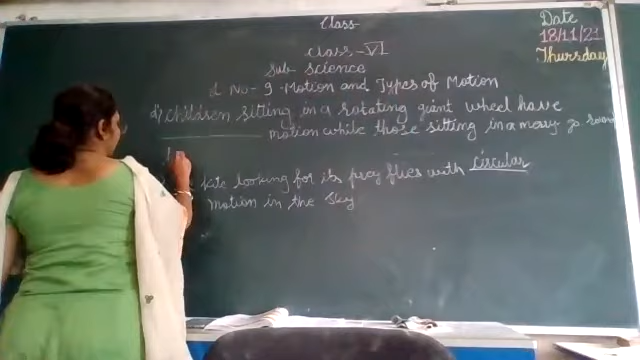 Class
Date
18/11/21
Thursday
Class - VI
Sub - Science
L No - 9 - Motion and Types of Motion
d) Children sitting in a rotating giant wheel have
__________ motion while those sitting in a merry go round
kite looking for its prey flies with circular
motion in the sky